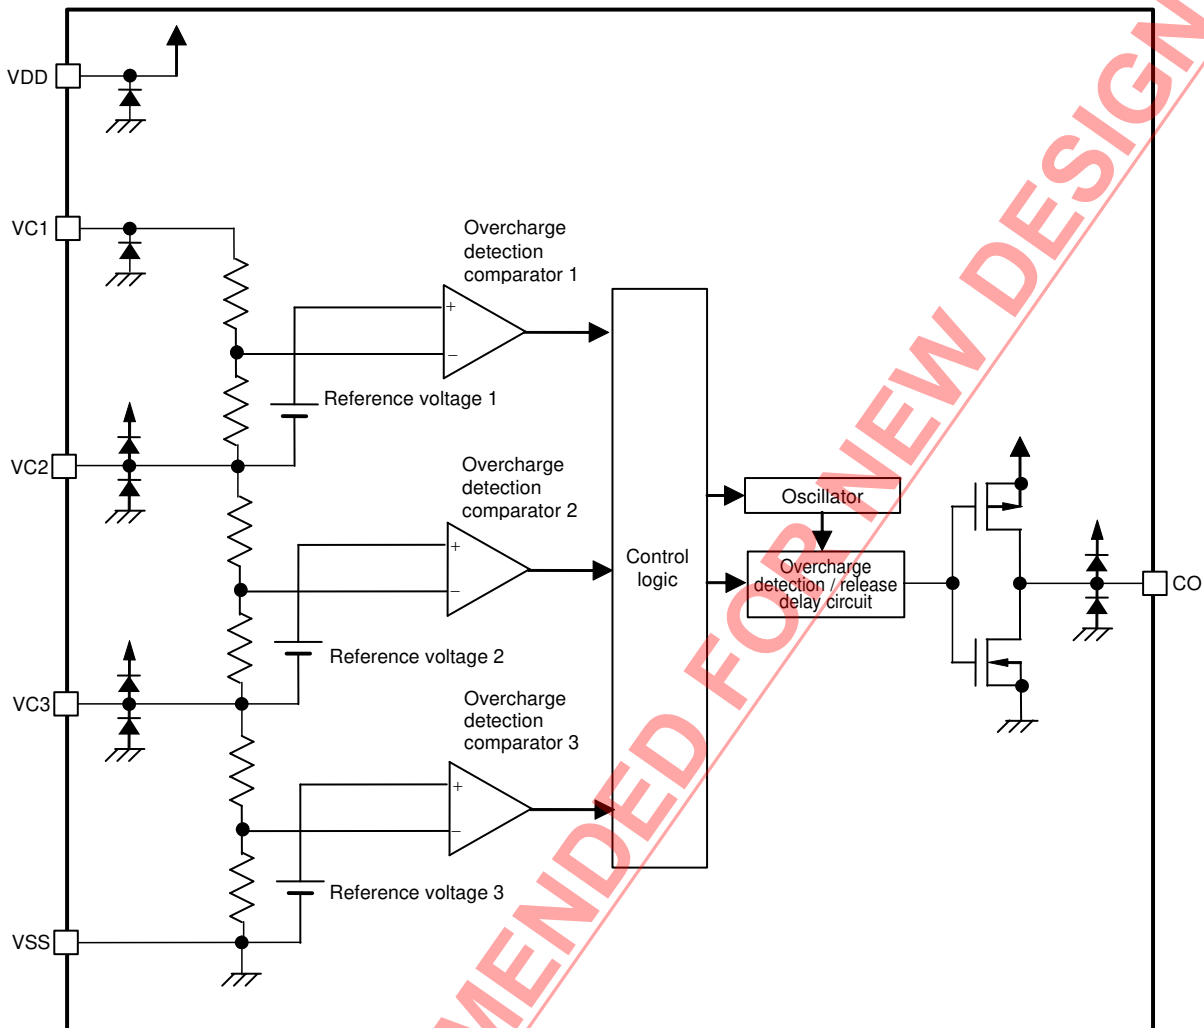 VDD
VC1
Overcharge
detection
comparator 1
+
−
Reference voltage 1
VC2
Overcharge
detection
comparator 2
+
−
Reference voltage 2
VC3
Overcharge
detection
comparator 3
+
−
Reference voltage 3
VSS
Control
logic
Oscillator
Overcharge
detection / release
delay circuit
CO
MENDED FOR NEW DESIGN